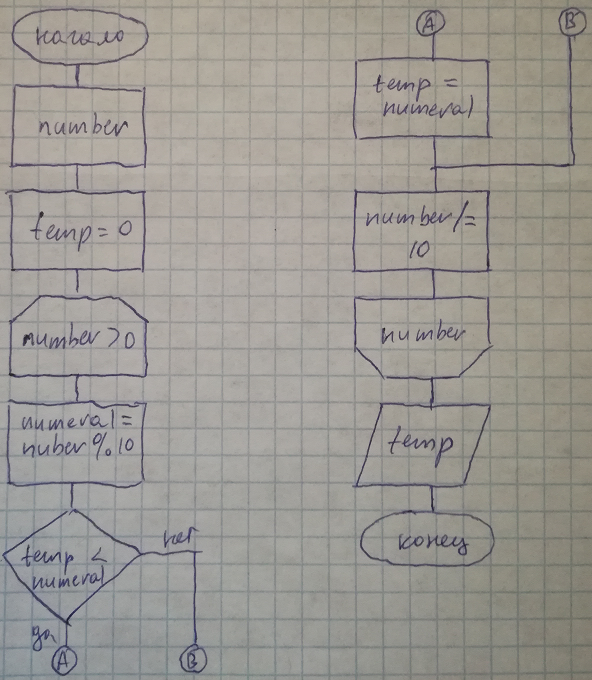 начало
number
temp = 0
number > 0
numeral =
nuber % 10
temp <
numeral
нет
да
A
B
A
B
temp =
numeral
number /=
10
number
temp
конец